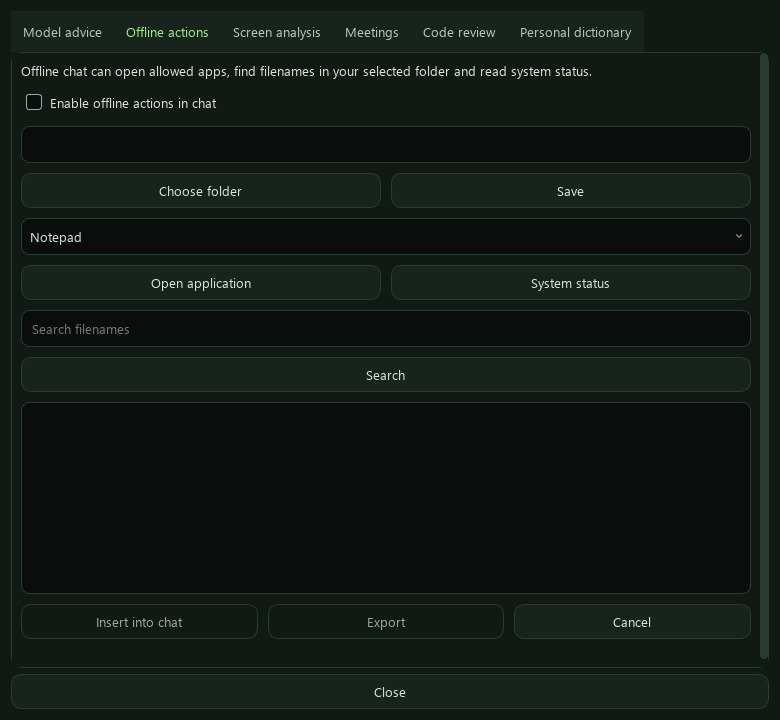 Model advice Offline actions Screen analysis Meetings Code review Personal dictionary
Offline chat can open allowed apps, find filenames in your selected folder and read system status.
Enable offline actions in chat
Choose folder Save
Notepad
Open application System status
Search filenames
Search
Insert into chat Export Cancel
Close